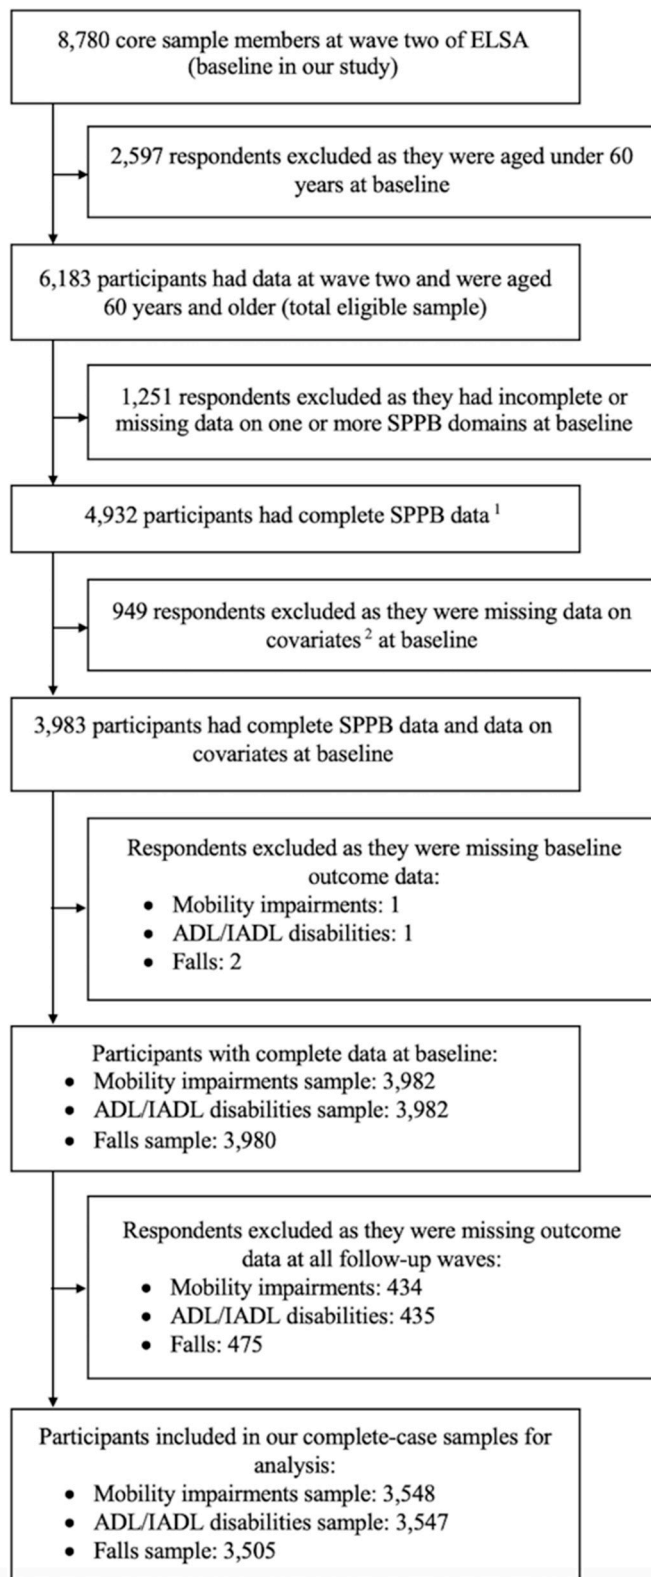 8,780 core sample members at wave two of ELSA
(baseline in our study)
2,597 respondents excluded as they were aged under 60
years at baseline
6,183 participants had data at wave two and were aged
60 years and older (total eligible sample)
1,251 respondents excluded as they had incomplete or
missing data on one or more SPPB domains at baseline
4,932 participants had complete SPPB data 1
949 respondents excluded as they were missing data on
covariates 2 at baseline
3,983 participants had complete SPPB data and data on
covariates at baseline
Respondents excluded as they were missing baseline
outcome data:
• Mobility impairments: 1
• ADL/IADL disabilities: 1
• Falls: 2
Participants with complete data at baseline:
• Mobility impairments sample: 3,982
• ADL/IADL disabilities sample: 3,982
• Falls sample: 3,980
Respondents excluded as they were missing outcome
data at all follow-up waves:
• Mobility impairments: 434
• ADL/IADL disabilities: 435
• Falls: 475
Participants included in our complete-case samples for
analysis:
• Mobility impairments sample: 3,548
• ADL/IADL disabilities sample: 3,547
• Falls sample: 3,505